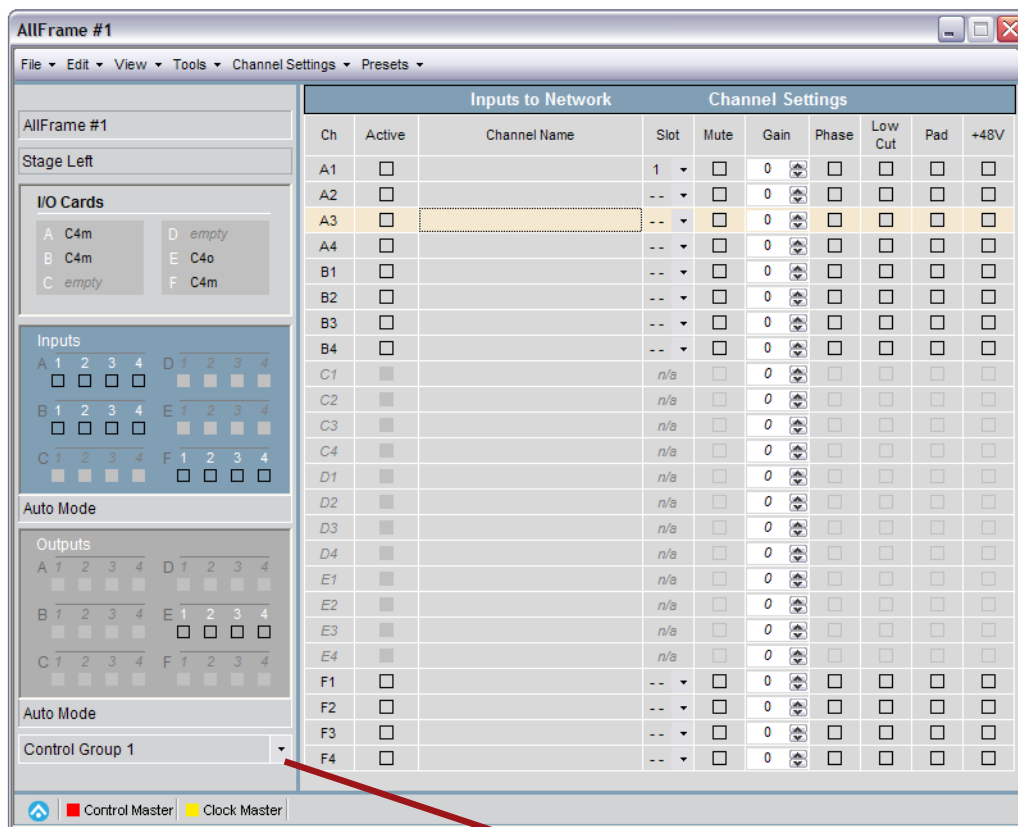 AllFrame #1
File Edit View Tools Channel Settings Presets
AllFrame #1
Stage Left
I/O Cards
A C4m D empty
B C4m E C4o
C empty F C4m
Inputs
A 1 2 3 4 D 1 2 3 4
B 1 2 3 4 E 1 2 3 4
C 1 2 3 4 F 1 2 3 4
Auto Mode
Outputs
A 1 2 3 4 D 1 2 3 4
B 1 2 3 4 E 1 2 3 4
C 1 2 3 4 F 1 2 3 4
Auto Mode
Control Group 1
Inputs to Network Channel Settings
Ch Active Channel Name Slot Mute Gain Phase Low Cut Pad +48V
A1 1 0
A2 -- 0
A3 -- 0
A4 -- 0
B1 -- 0
B2 -- 0
B3 -- 0
B4 -- 0
C1 n/a 0
C2 n/a 0
C3 n/a 0
C4 n/a 0
D1 n/a 0
D2 n/a 0
D3 n/a 0
D4 n/a 0
E1 n/a 0
E2 n/a 0
E3 n/a 0
E4 n/a 0
F1 -- 0
F2 -- 0
F3 -- 0
F4 -- 0
Control Master Clock Master